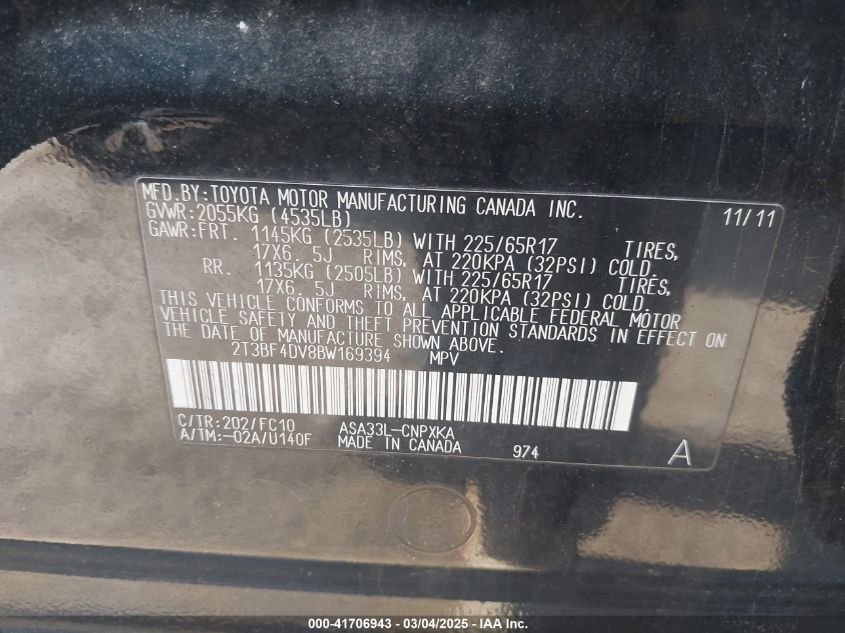 MFD.BY:TOYOTA MOTOR MANUFACTURING CANADA INC. 11/11
GVWR:2055KG (4535LB)
GAWR:FRT. 1145KG (2535LB) WITH 225/65R17 TIRES,
17X6. 5J RIMS, AT 220KPA (32PSI) COLD.
RR. 1135KG (2505LB) WITH 225/65R17 TIRES,
17X6. 5J RIMS, AT 220KPA (32PSI) COLD.
THIS VEHICLE CONFORMS TO ALL APPLICABLE FEDERAL MOTOR
VEHICLE SAFETY AND THEFT PREVENTION STANDARDS IN EFFECT ON
THE DATE OF MANUFACTURE SHOWN ABOVE.
2T3BF4DV8BW169394 MPV
C/TR:202/FC10 ASA33L-CNPXKA
A/TM:-02A/U140F MADE IN CANADA 974 A
000-41706943 - 03/04/2025 - IAA Inc.